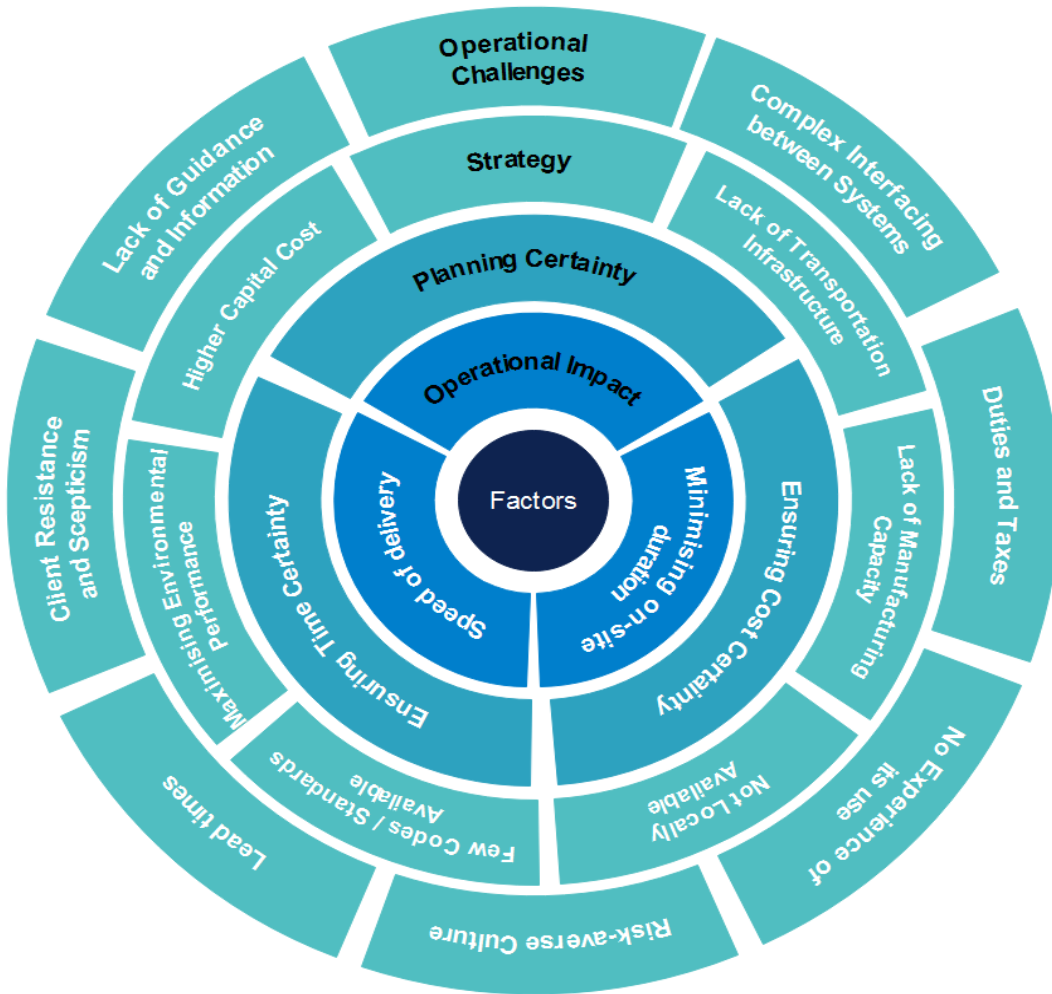 Operational
Challenges
Complex Interfacing
between Systems
Duties and Taxes
No Experience of
its use
Risk-averse Culture
Lead times
Client Resistance
and Scepticism
Lack of Guidance
and Information
Strategy
Lack of Transportation
Infrastructure
Lack of Manufacturing
Capacity
Not Locally
Available
Few Codes / Standards
Available
Maximising Environmental
Performance
Higher Capital Cost
Planning Certainty
Ensuring Cost Certainty
Ensuring Time Certainty
Operational Impact
Minimising on-site
duration
Speed of delivery
Factors